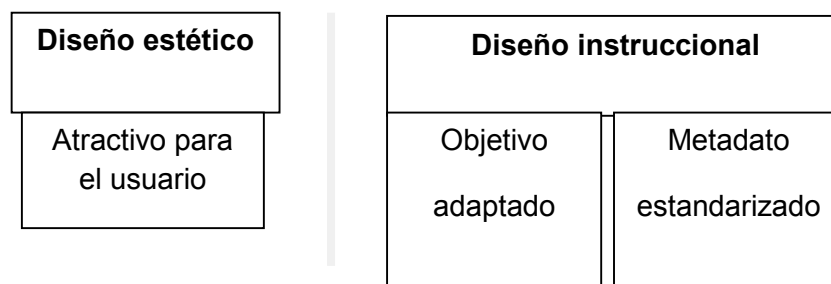 Diseño estético
Atractivo para
el usuario
Diseño instruccional
Objetivo
adaptado
Metadato
estandarizado